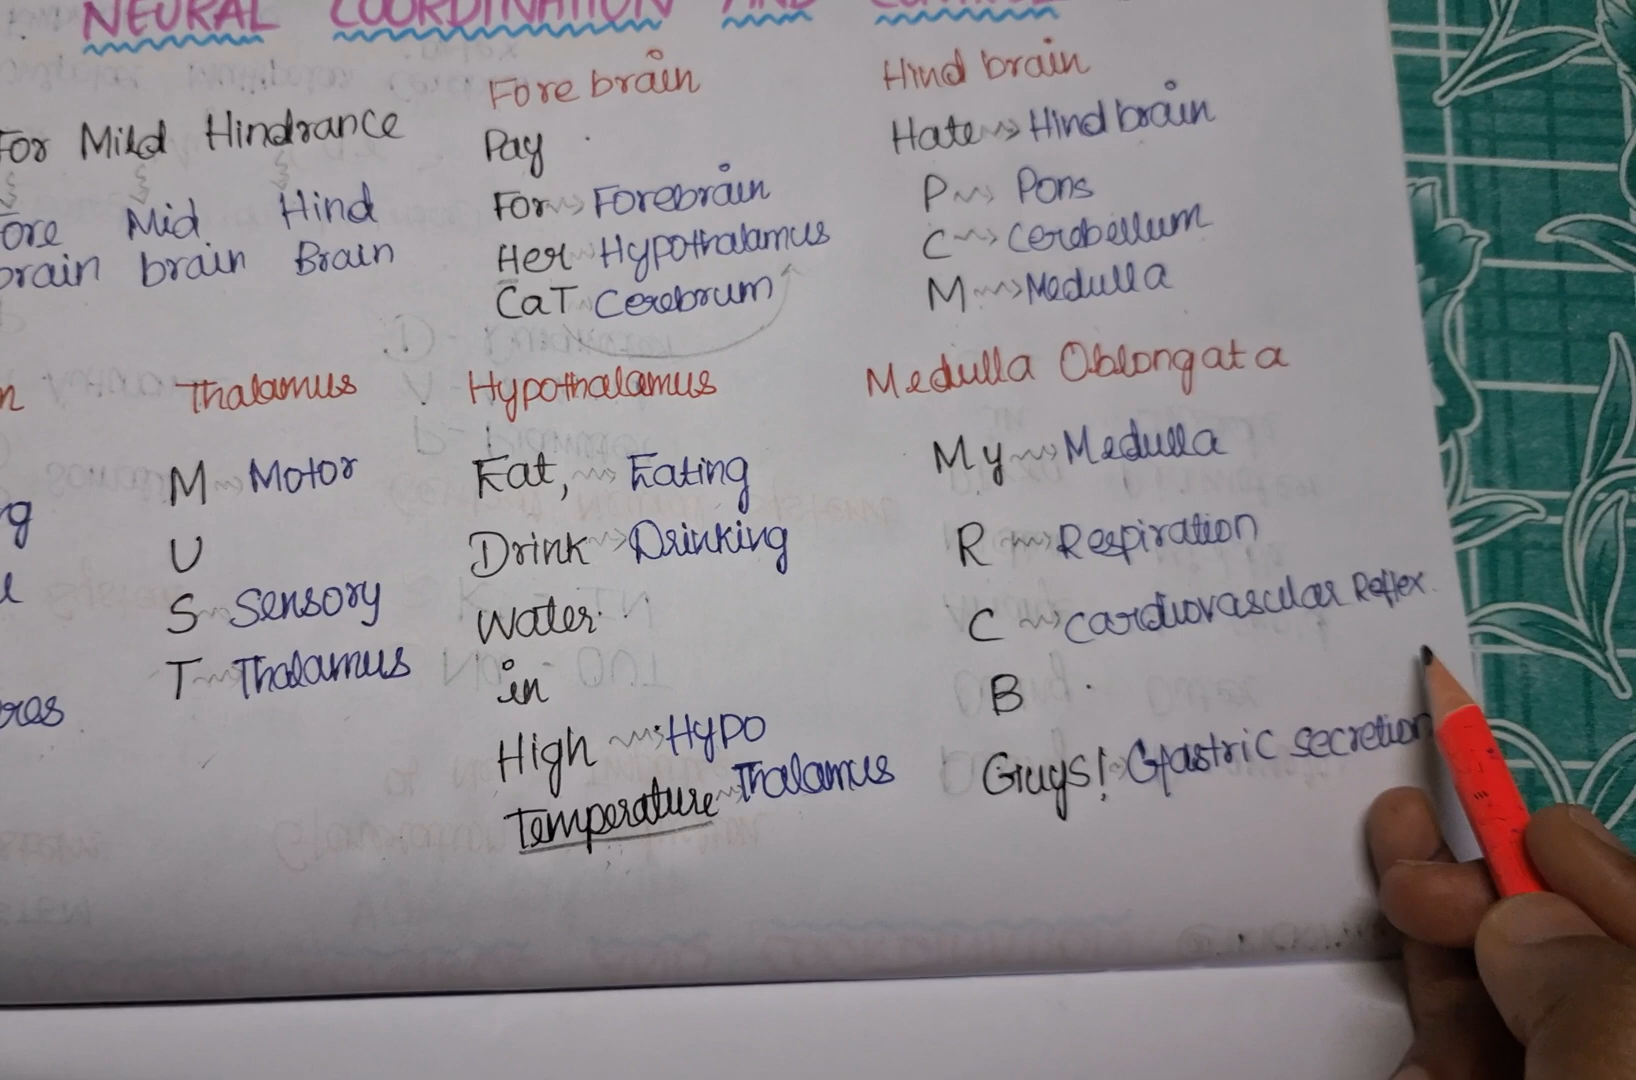 NEURAL COORDINATION AND CONTROL
For Mild Hindrance
Fore Mid Hind
brain brain Brain
Fore brain
Pay
For Forebrain
Her Hypothalamus
CaT Cerebrum
Hind brain
Hate Hind brain
P Pons
C Cerebellum
M Medulla
Thalamus
M Motor
U
S Sensory
T Thalamus
Hypothalamus
Eat, Eating
Drink Drinking
Water
in
High Hypo
Temperature Thalamus
Medulla Oblongata
My Medulla
R Respiration
C Cardiovascular Reflex
B
Guys! Gastric secretion